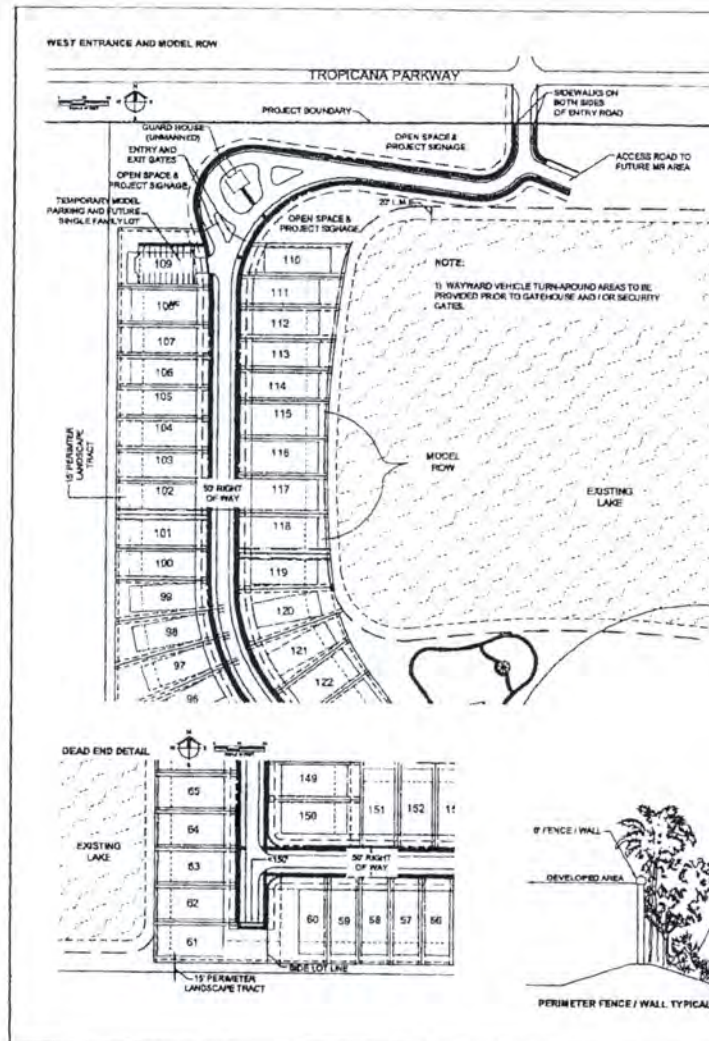 WEST ENTRANCE AND MODEL ROW
TROPICANA PARKWAY
PROJECT BOUNDARY
SIDEWALKS ON
BOTH SIDES
OF ENTRY ROAD
GUARD HOUSE
(UNMANNED)
ENTRY AND
EXIT GATES
OPEN SPACE &
PROJECT SIGNAGE
OPEN SPACE &
PROJECT SIGNAGE
ACCESS ROAD TO
FUTURE MR AREA
TEMPORARY MODEL
PARKING AND FUTURE
SINGLE FAMILY LOT
OPEN SPACE &
PROJECT SIGNAGE
20' L.M.E.
NOTE:
1) WAYWARD VEHICLE TURN-AROUND AREAS TO BE
PROVIDED PRIOR TO GATEHOUSE AND / OR SECURITY
GATES.
109
108
107
106
105
104
103
102
101
100
99
98
97
96
110
111
112
113
114
115
116
117
118
119
120
121
122
15' PERIMETER
LANDSCAPE
TRACT
50' RIGHT
OF WAY
MODEL
ROW
EXISTING
LAKE
DEAD END DETAIL
EXISTING
LAKE
65
64
63
62
61
149
150
151
152
<150'
50' RIGHT
OF WAY
60
59
58
57
56
SIDE LOT LINE
15' PERIMETER
LANDSCAPE TRACT
FENCE / WALL
DEVELOPED AREA
PERIMETER FENCE / WALL TYPICAL